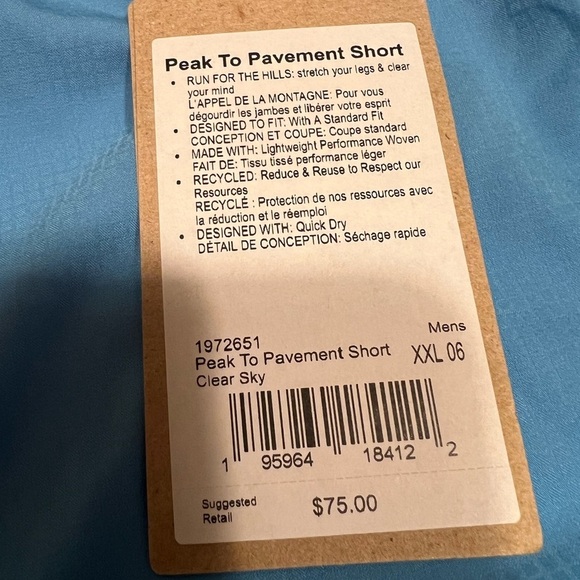 Peak To Pavement Short
• RUN FOR THE HILLS: stretch your legs & clear
your mind
L'APPEL DE LA MONTAGNE: Pour vous
dégourdir les jambes et libérer votre esprit
• DESIGNED TO FIT: With A Standard Fit
CONCEPTION ET COUPE: Coupe standard
• MADE WITH: Lightweight Performance Woven
FAIT DE: Tissu tissé performance léger
• RECYCLED: Reduce & Reuse to Respect our
Resources
RECYCLÉ : Protection de nos ressources avec
la réduction et le réemploi
• DESIGNED WITH: Quick Dry
DÉTAIL DE CONCEPTION: Séchage rapide
Mens
1972651
Peak To Pavement Short XXL 06
Clear Sky
1 95964 18412 2
Suggested
Retail $75.00